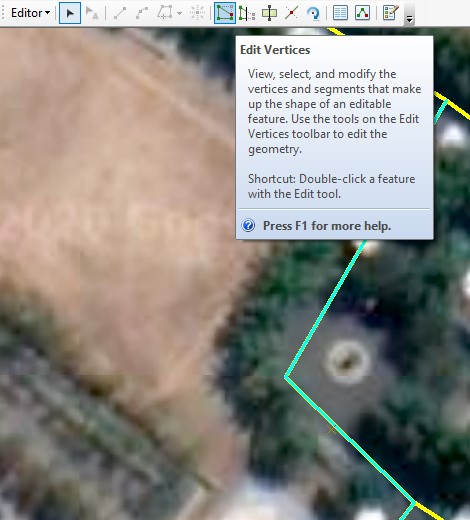 Editor
Edit Vertices
View, select, and modify the
vertices and segments that make
up the shape of an editable
feature. Use the tools on the Edit
Vertices toolbar to edit the
geometry.
Shortcut: Double-click a feature
with the Edit tool.
Press F1 for more help.